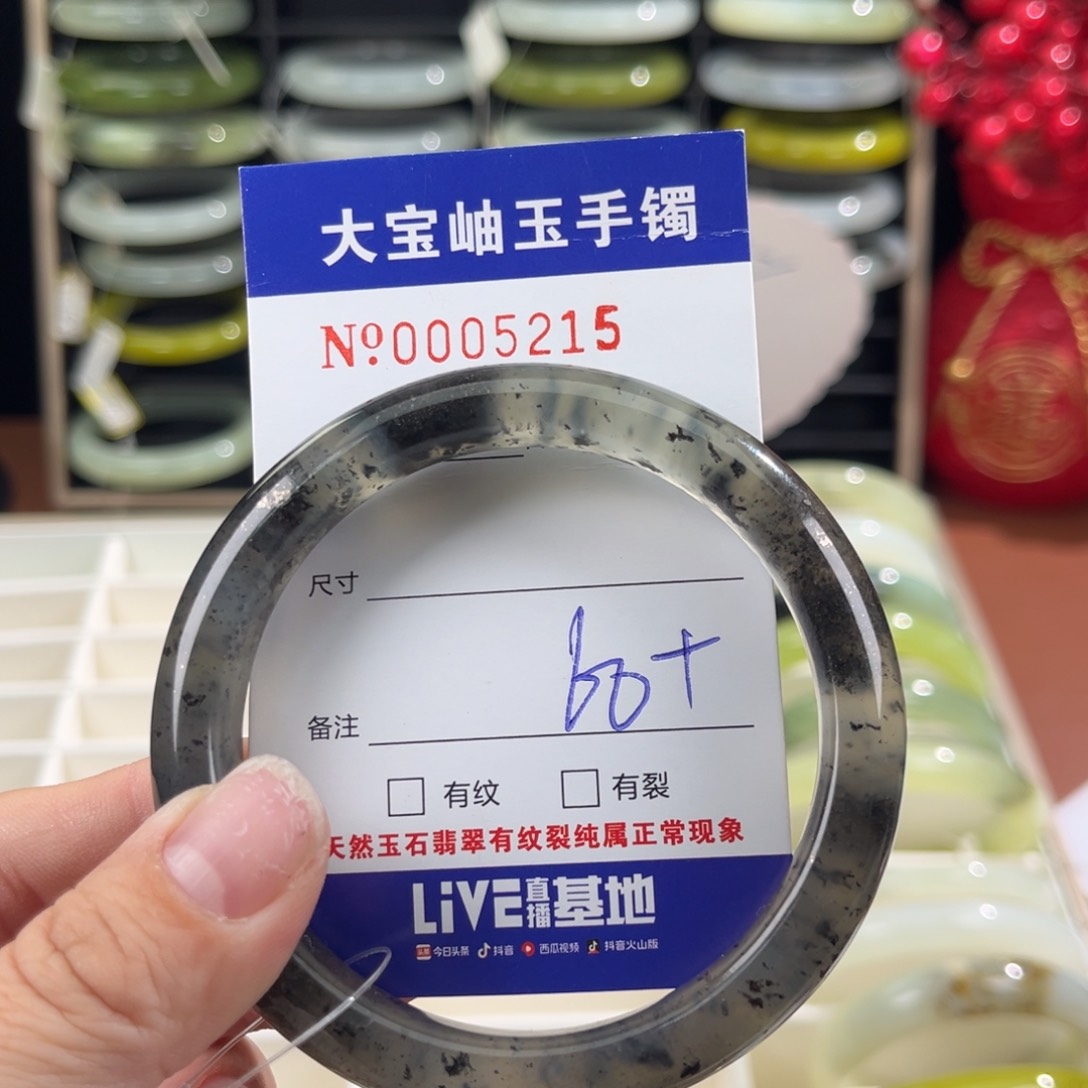 大宝岫玉手镯
Nº0005215
尺寸
60+
备注
有纹 有裂
天然玉石翡翠有纹裂纯属正常现象
LiVE直播基地
头条 今日头条 抖音 西瓜视频 抖音火山版